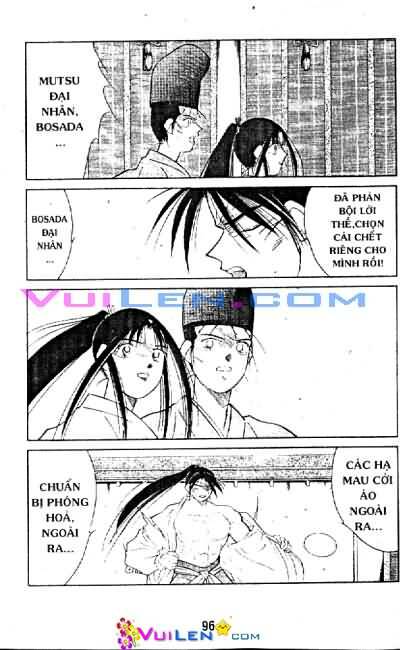 MUTSU
ĐẠI
NHÂN,
BOSADA
...
ĐÃ PHẢN
BỘI LỜI
THỀ,CHỌN
CÁI CHẾT
RIÊNG CHO
MÌNH RỒI!
BOSADA
ĐẠI
NHÂN
...
VUILEN.COM
CÁC HẠ
MAU CỞI
ÁO
NGOÀI
RA...
CHUẨN
BỊ PHÓNG
HOẢ,
NGOÀI
RA...
96
VUILEN.COM